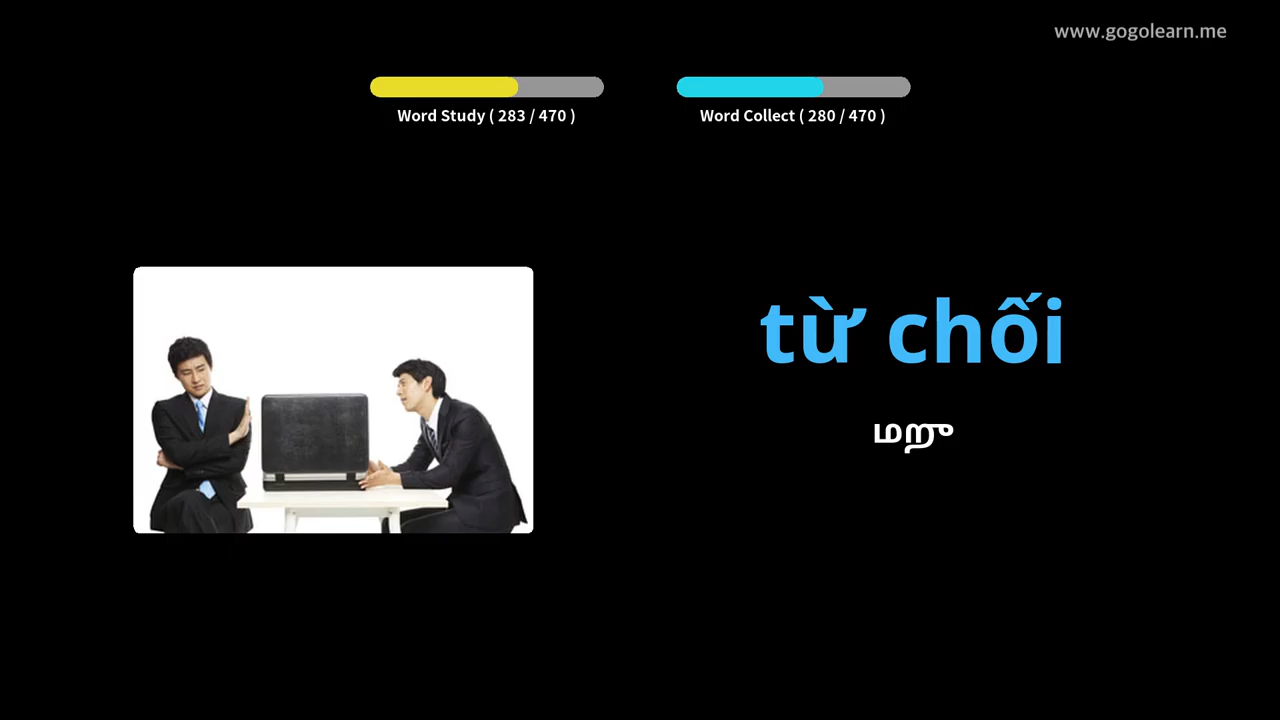 www.gogolearn.me
Word Study ( 283 / 470 )
Word Collect ( 280 / 470 )
từ chối
மறு